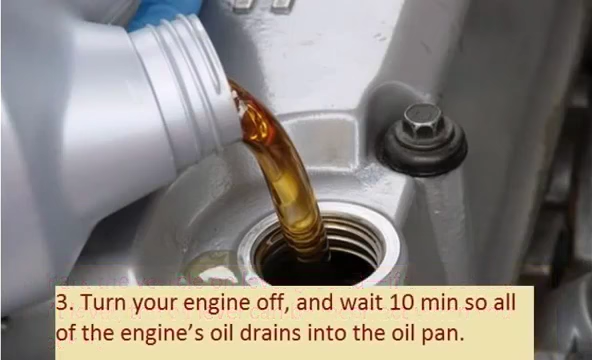 3. Turn your engine off, and wait 10 min so all
of the engine’s oil drains into the oil pan.